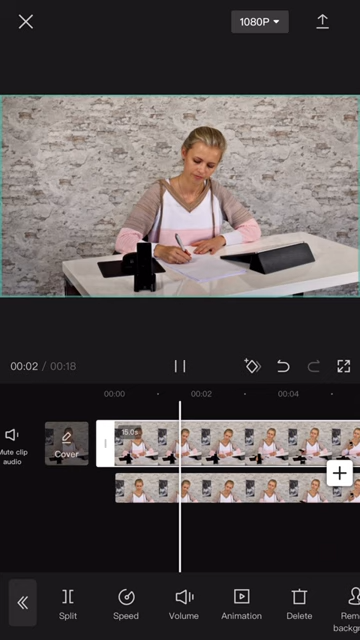 1080P
00:02 / 00:18
00:00
00:02
00:04
15.0s
Mute clip
audio
Cover
Split
Speed
Volume
Animation
Delete
Rem
backgr